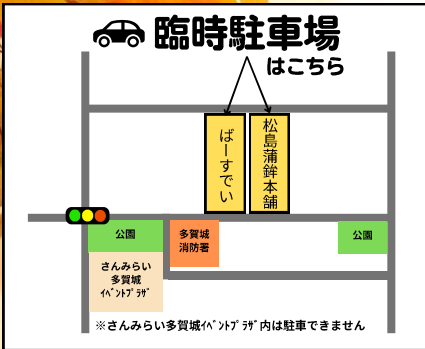 臨時駐車場
はこちら
ばーすでい
松島蒲鉾本舗
公園
多賀城
消防署
公園
さんみらい
多賀城
イベントプラザ
※さんみらい多賀城イベントプラザ内は駐車できません